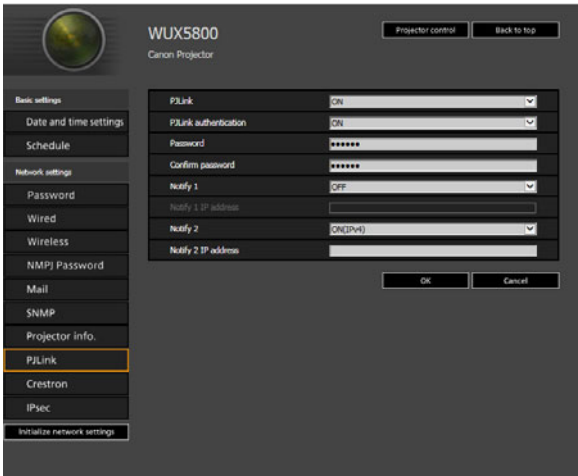 WUX5800
Canon Projector
Projector control
Back to top
Basic settings
Date and time settings
Schedule
Network settings
Password
Wired
Wireless
NMPJ Password
Mail
SNMP
Projector info.
PJLink
Crestron
IPsec
Initialize network settings
PJLink ON
PJLink authentication ON
Password ••••••
Confirm password ••••••
Notify 1 OFF
Notify 1 IP address
Notify 2 ON(IPv4)
Notify 2 IP address
OK
Cancel